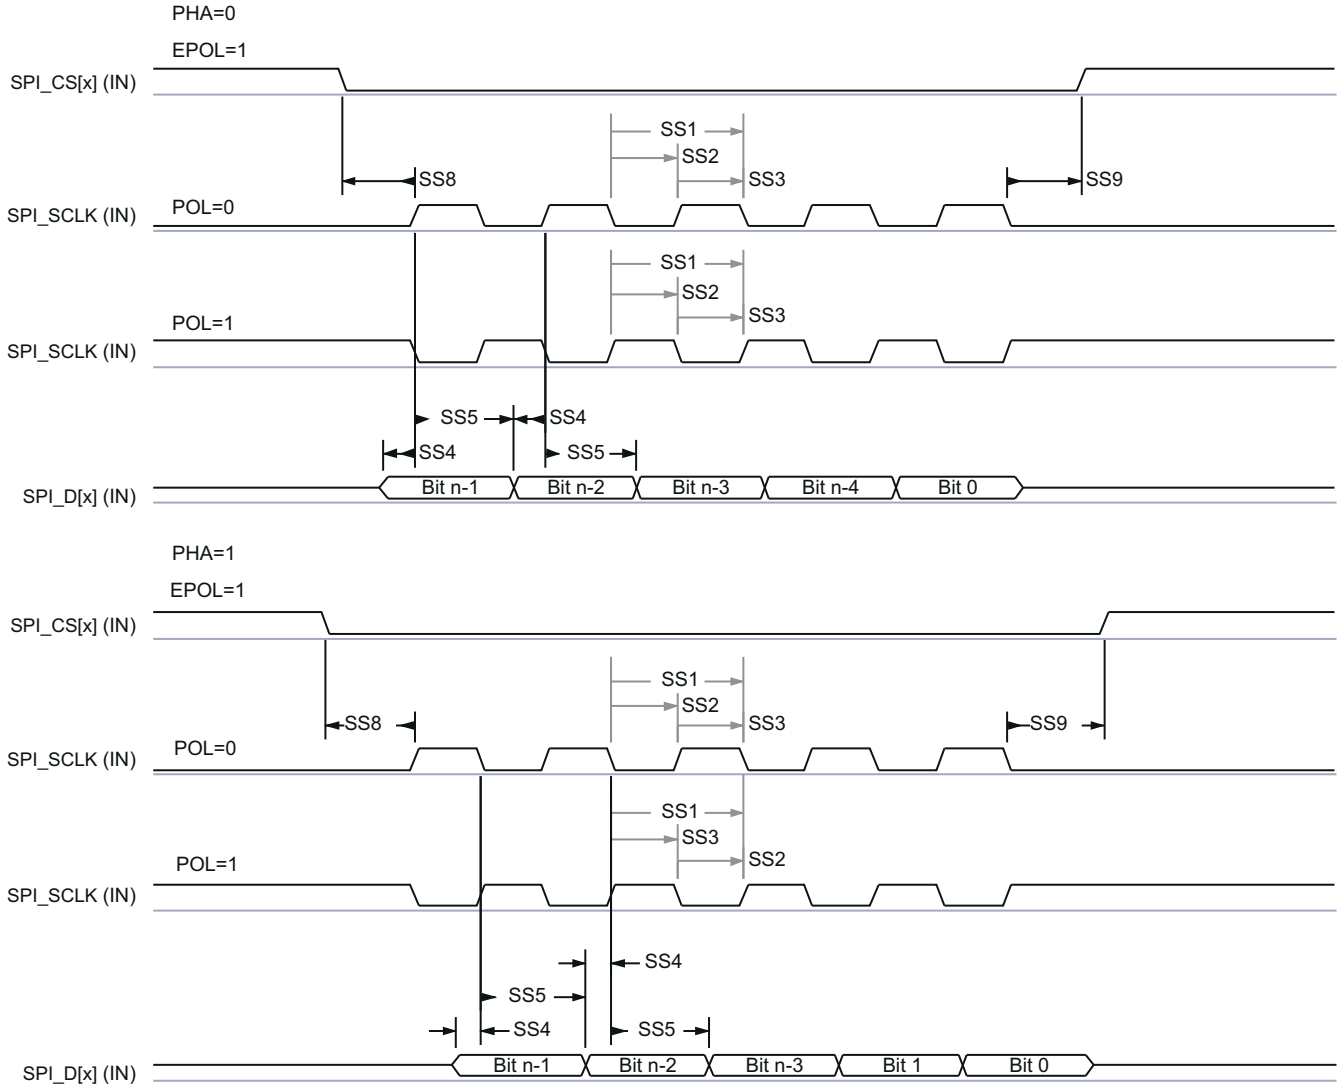 PHA=0
EPOL=1
SPI_CS[x] (IN)
SS1
SS2
SS8
SS3
SS9
POL=0
SPI_SCLK (IN)
SS1
SS2
SS3
POL=1
SPI_SCLK (IN)
SS5
SS4
SS4
SS5
Bit n-1
Bit n-2
Bit n-3
Bit n-4
Bit 0
SPI_D[x] (IN)
PHA=1
EPOL=1
SPI_CS[x] (IN)
SS1
SS2
SS8
SS3
SS9
POL=0
SPI_SCLK (IN)
SS1
SS3
SS2
POL=1
SPI_SCLK (IN)
SS4
SS5
SS4
SS5
Bit n-1
Bit n-2
Bit n-3
Bit 1
Bit 0
SPI_D[x] (IN)